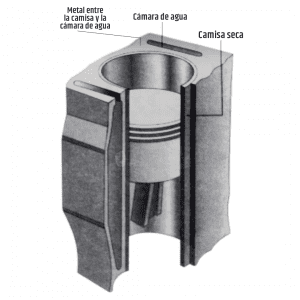 Metal entre
la camisa y la
cámara de agua
Cámara de agua
Camisa seca